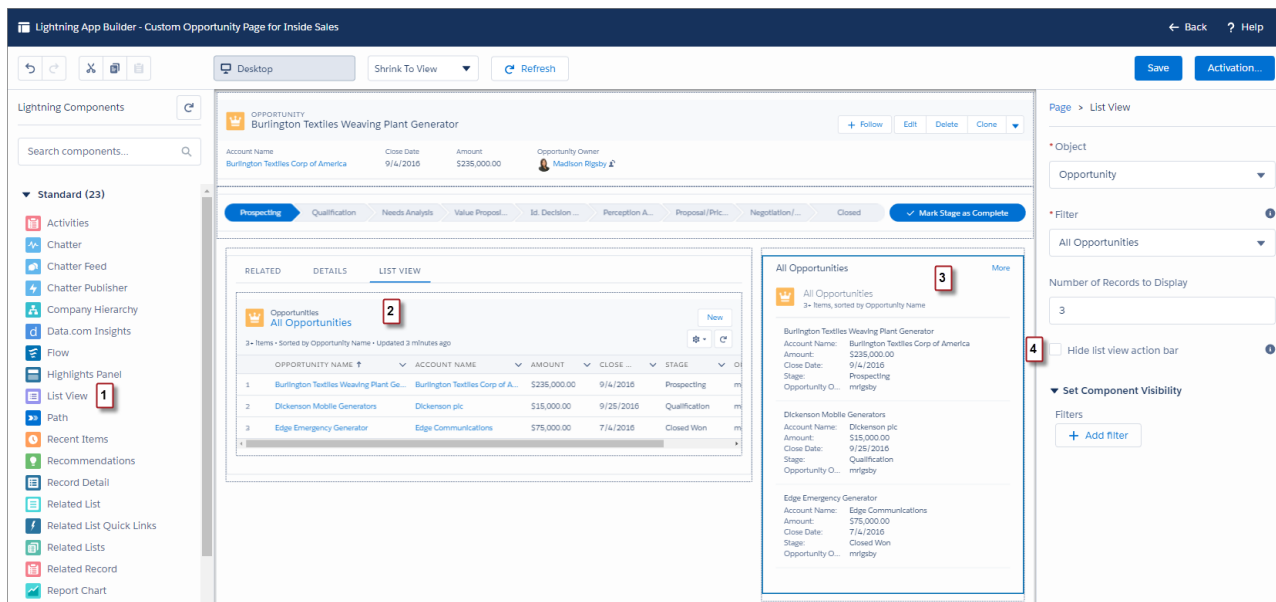 Lightning App Builder - Custom Opportunity Page for Inside Sales
Back
? Help
Desktop
Shrink To View
Refresh
Save
Activation...
Lightning Components
Search components...
Standard (23)
Activities
Chatter
Chatter Feed
Chatter Publisher
Company Hierarchy
Data.com Insights
Flow
Highlights Panel
List View
1
Path
Recent Items
Recommendations
Record Detail
Related List
Related List Quick Links
Related Lists
Related Record
Report Chart
OPPORTUNITY
Burlington Textiles Weaving Plant Generator
+ Follow Edit Delete Clone
Account Name Close Date Amount Opportunity Owner
Burlington Textiles Corp of America 9/4/2016 $235,000.00 Madison Rigsby
Prospecting Qualification Needs Analysis Value Proposi... Id. Decision ... Perception A... Proposal/Pric... Negotiation/... Closed Mark Stage as Complete
RELATED DETAILS LIST VIEW
Opportunities
All Opportunities
2
New
3+ items • Sorted by Opportunity Name • Updated 3 minutes ago
OPPORTUNITY NAME ↑ ACCOUNT NAME AMOUNT CLOSE ... STAGE
1 Burlington Textiles Weaving Plant Ge... Burlington Textiles Corp of A... $235,000.00 9/4/2016 Prospecting m
2 Dickenson Mobile Generators Dickenson plc $15,000.00 9/25/2016 Qualification m
3 Edge Emergency Generator Edge Communications $75,000.00 7/4/2016 Closed Won m
All Opportunities
3
More
All Opportunities
3+ items, sorted by Opportunity Name
Burlington Textiles Weaving Plant Generator
Account Name: Burlington Textiles Corp of America
Amount: $235,000.00
Close Date: 9/4/2016
Stage: Prospecting
Opportunity O... mrigsby
Dickenson Mobile Generators
Account Name: Dickenson plc
Amount: $15,000.00
Close Date: 9/25/2016
Stage: Qualification
Opportunity O... mrigsby
Edge Emergency Generator
Account Name: Edge Communications
Amount: $75,000.00
Close Date: 7/4/2016
Stage: Closed Won
Opportunity O... mrigsby
Page > List View
* Object
Opportunity
* Filter
All Opportunities
Number of Records to Display
3
4
Hide list view action bar
Set Component Visibility
Filters
+ Add filter